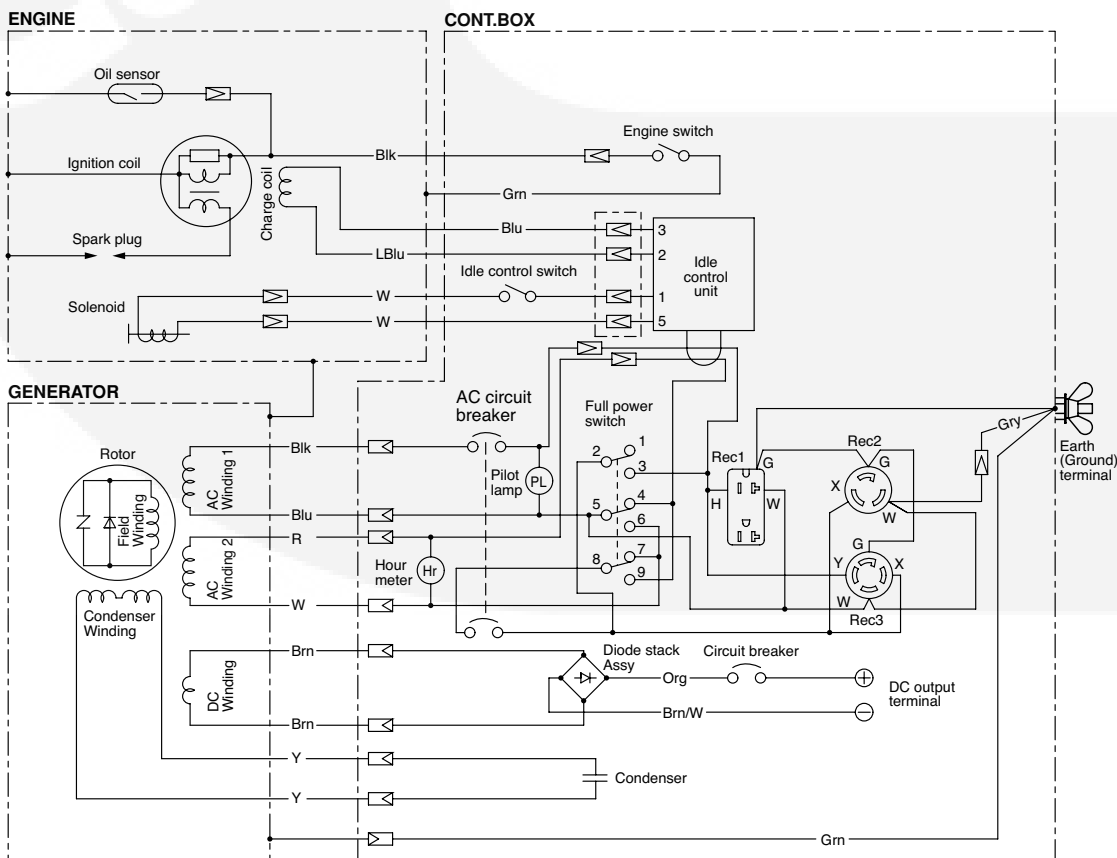 ENGINE
CONT.BOX
Oil sensor
Engine switch
Ignition coil
Blk
Charge coil
Grn
Spark plug
Blu
3
LBlu
2
Idle control switch
Idle
control
unit
Solenoid
W
1
W
5
GENERATOR
AC circuit
breaker
Full power
switch
Gry
Earth
(Ground)
terminal
Rotor
Field
Winding
AC
Winding 1
Blk
Pilot
lamp
PL
2
1
3
Rec1
G
H
W
Rec2
G
X
W
Blu
5
4
6
R
AC
Winding 2
Hour
meter
Hr
8
7
9
G
Y
X
W
Rec3
W
Condenser
Winding
Brn
DC
Winding
Diode stack
Assy
Circuit breaker
Org
+
DC output
terminal
Brn/W
−
Brn
Y
Condenser
Y
Grn